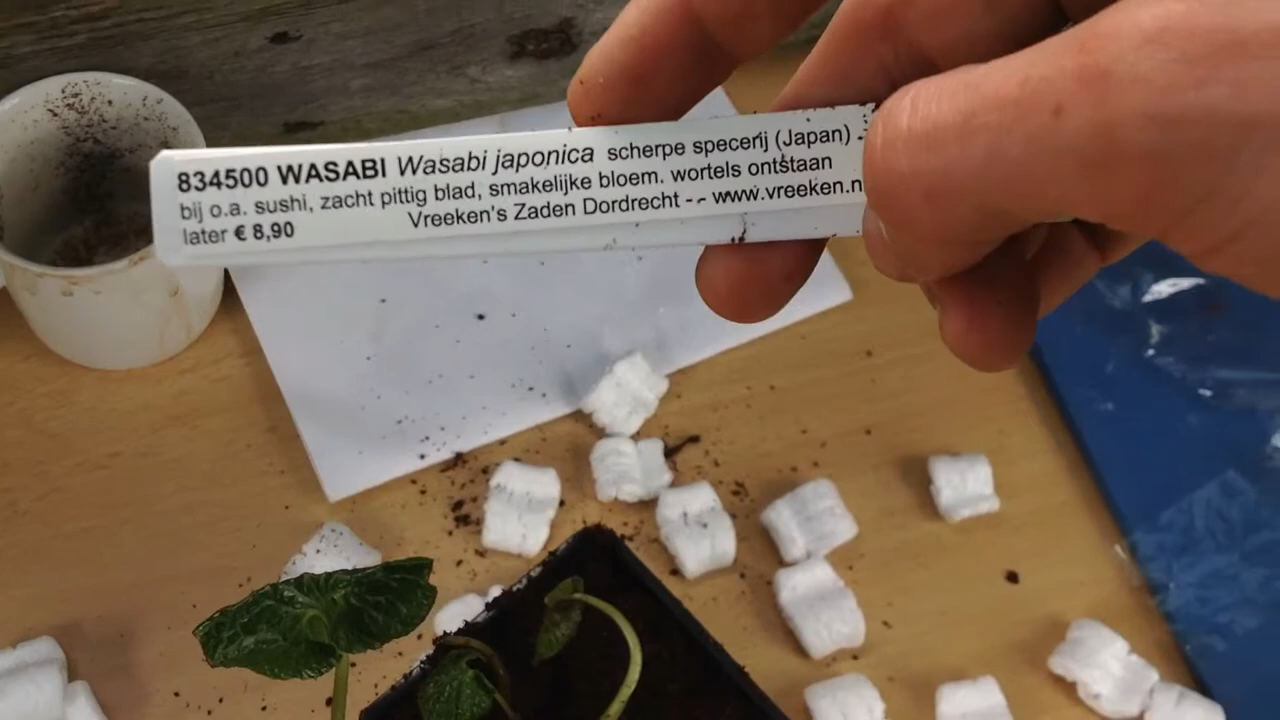 834500 WASABI Wasabi japonica scherpe specerij (Japan)
bij o.a. sushi, zacht pittig blad, smakelijke bloem. wortels ontstaan
later € 8,90 Vreeken's Zaden Dordrecht - - www.vreeken.n